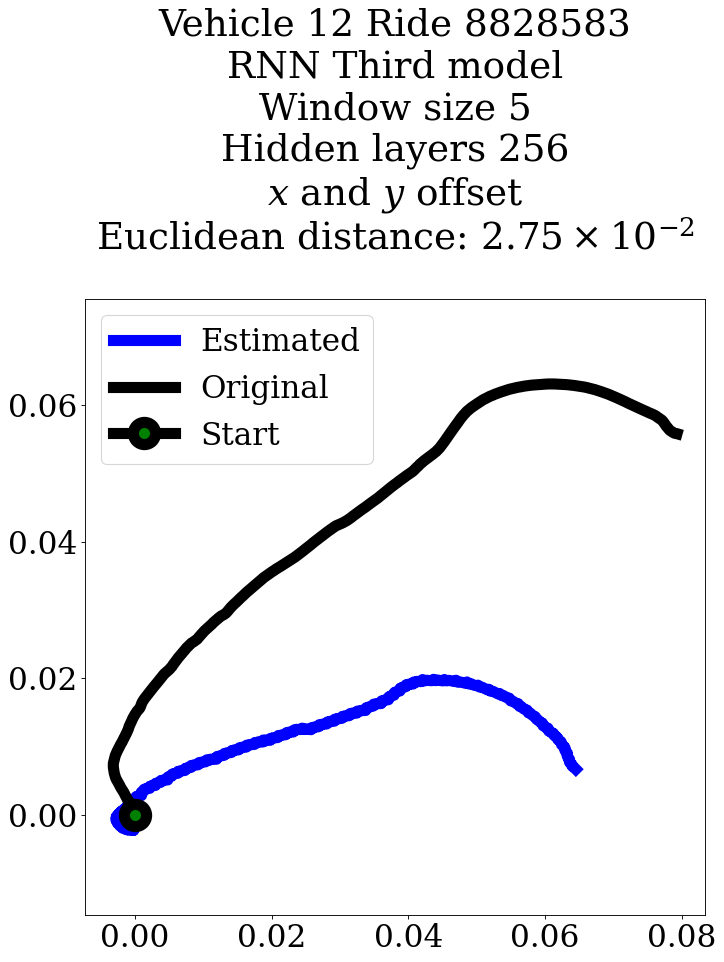 Vehicle 12 Ride 8828583
RNN Third model
Window size 5
Hidden layers 256
x and y offset
Euclidean distance: 2.75 × 10⁻²
Estimated
Original
Start
0.06
0.04
0.02
0.00
0.00 0.02 0.04 0.06 0.08